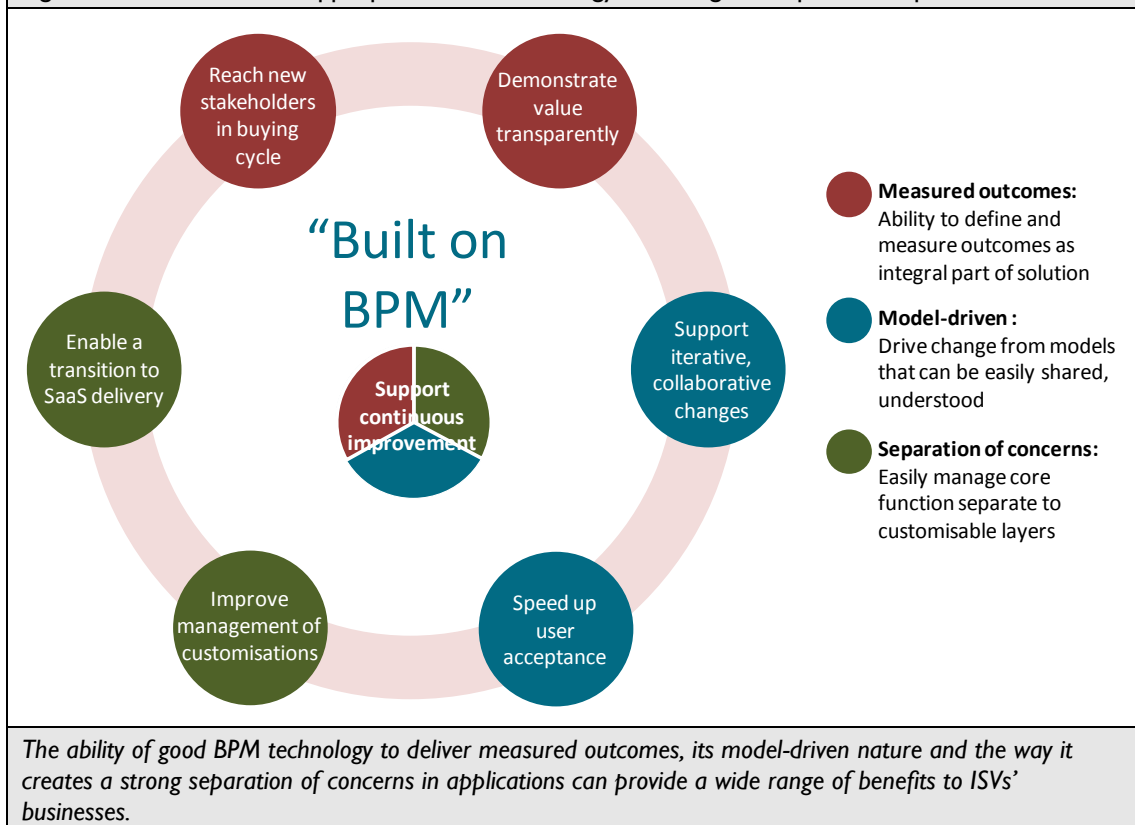 Reach new
stakeholders
in buying
cycle
Demonstrate
value
transparently
“Built on
BPM”
Support
continuous
improvement
Enable a
transition to
SaaS delivery
Support
iterative,
collaborative
changes
Improve
management of
customisations
Speed up
user
acceptance
Measured outcomes:
Ability to define and
measure outcomes as
integral part of solution
Model-driven :
Drive change from models
that can be easily shared,
understood
Separation of concerns:
Easily manage core
function separate to
customisable layers
The ability of good BPM technology to deliver measured outcomes, its model-driven nature and the way it
creates a strong separation of concerns in applications can provide a wide range of benefits to ISVs’
businesses.